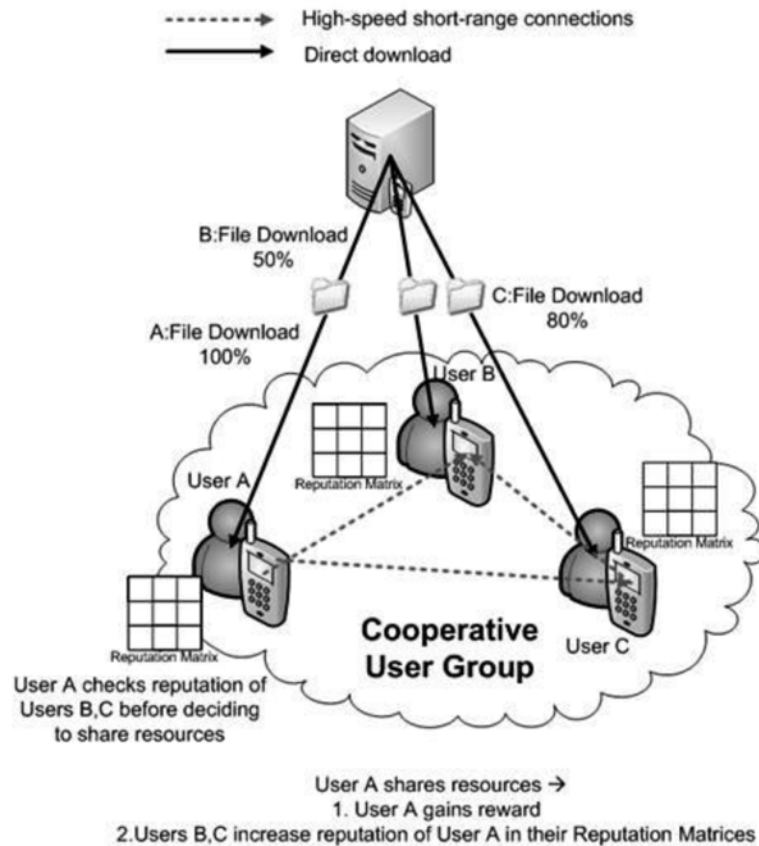 High-speed short-range connections
Direct download
B:File Download
50%
A:File Download
100%
C:File Download
80%
User B
User A
Reputation Matrix
Reputation Matrix
Reputation Matrix
Cooperative
User Group
User C
User A checks reputation of
Users B,C before deciding
to share resources
User A shares resources →
1. User A gains reward
2.Users B,C increase reputation of User A in their Reputation Matrices